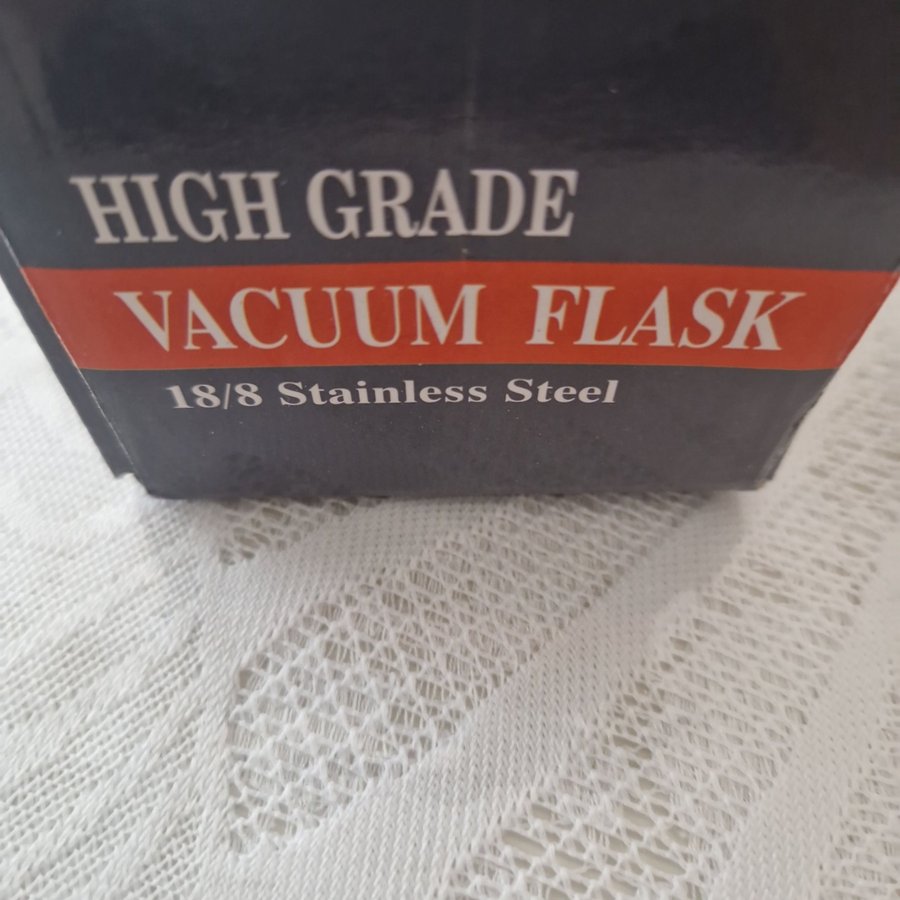 HIGH GRADE
VACUUM FLASK
18/8 Stainless Steel